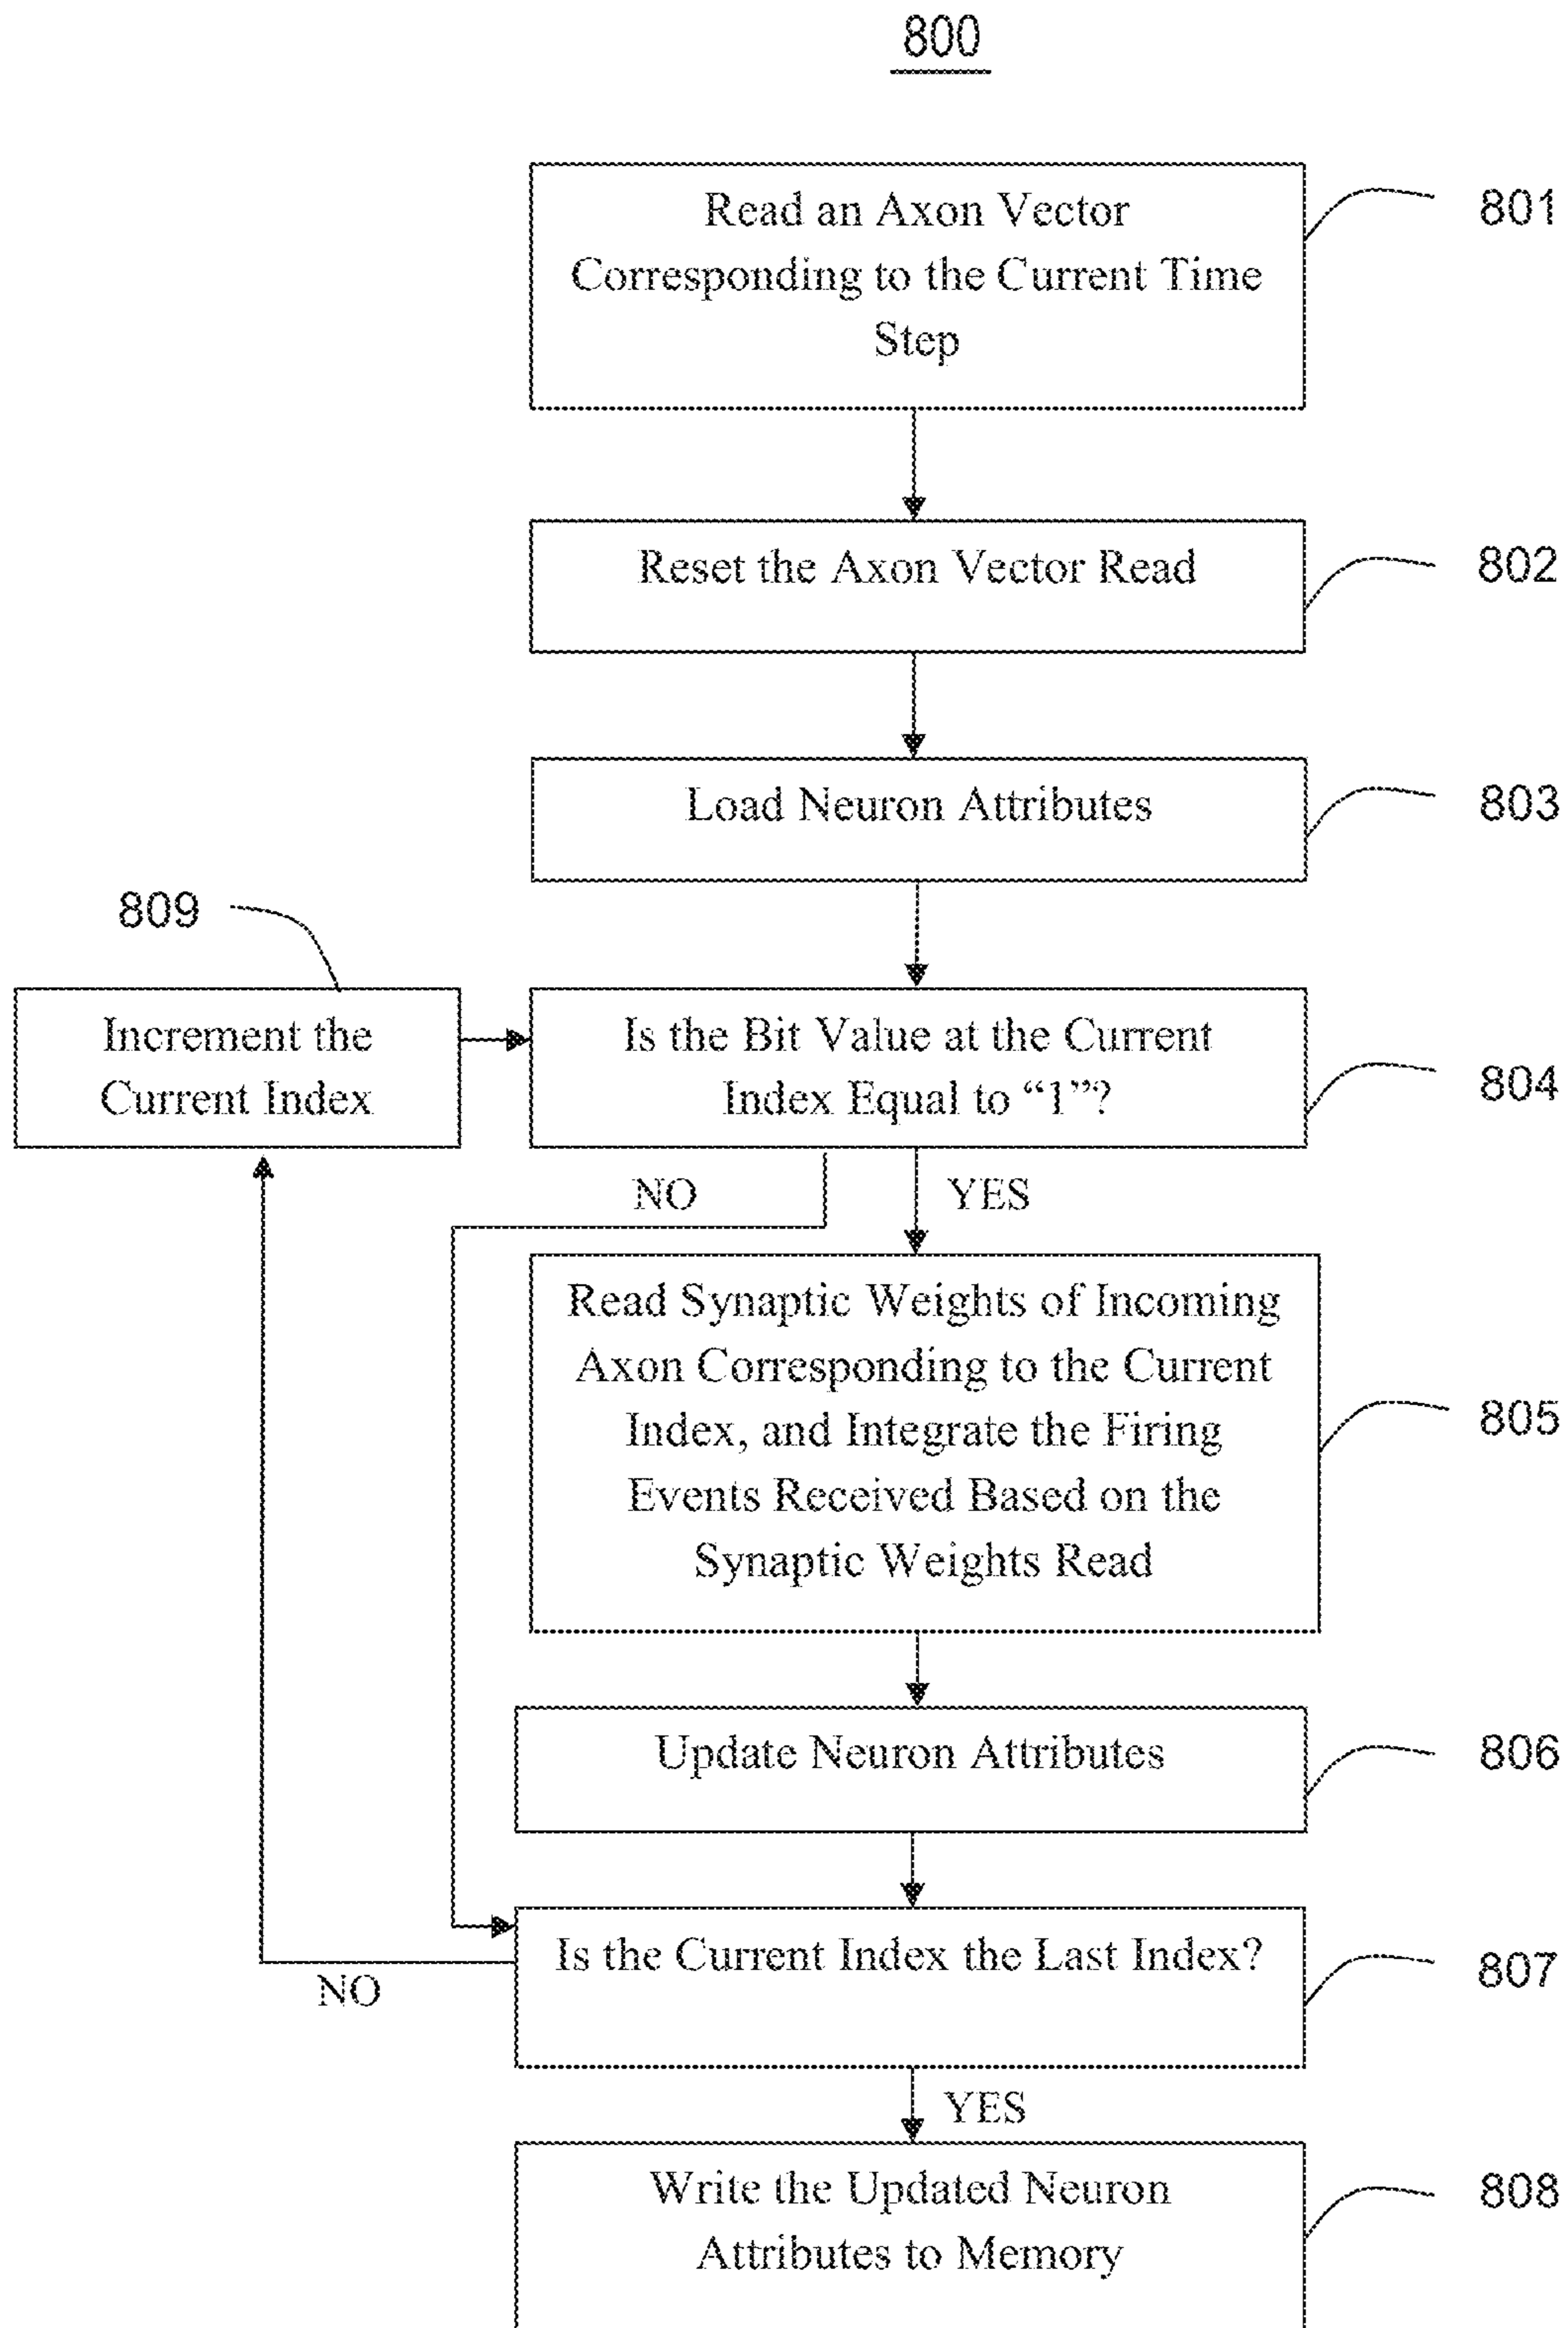 800
Read an Axon Vector
Corresponding to the Current Time
Step
801
Reset the Axon Vector Read
802
Load Neuron Attributes
803
809
Increment the
Current Index
Is the Bit Value at the Current
Index Equal to “1”?
804
NO
YES
Read Synaptic Weights of Incoming
Axon Corresponding to the Current
Index, and Integrate the Firing
Events Received Based on the
Synaptic Weights Read
805
Update Neuron Attributes
806
Is the Current Index the Last Index?
807
NO
YES
Write the Updated Neuron
Attributes to Memory
808